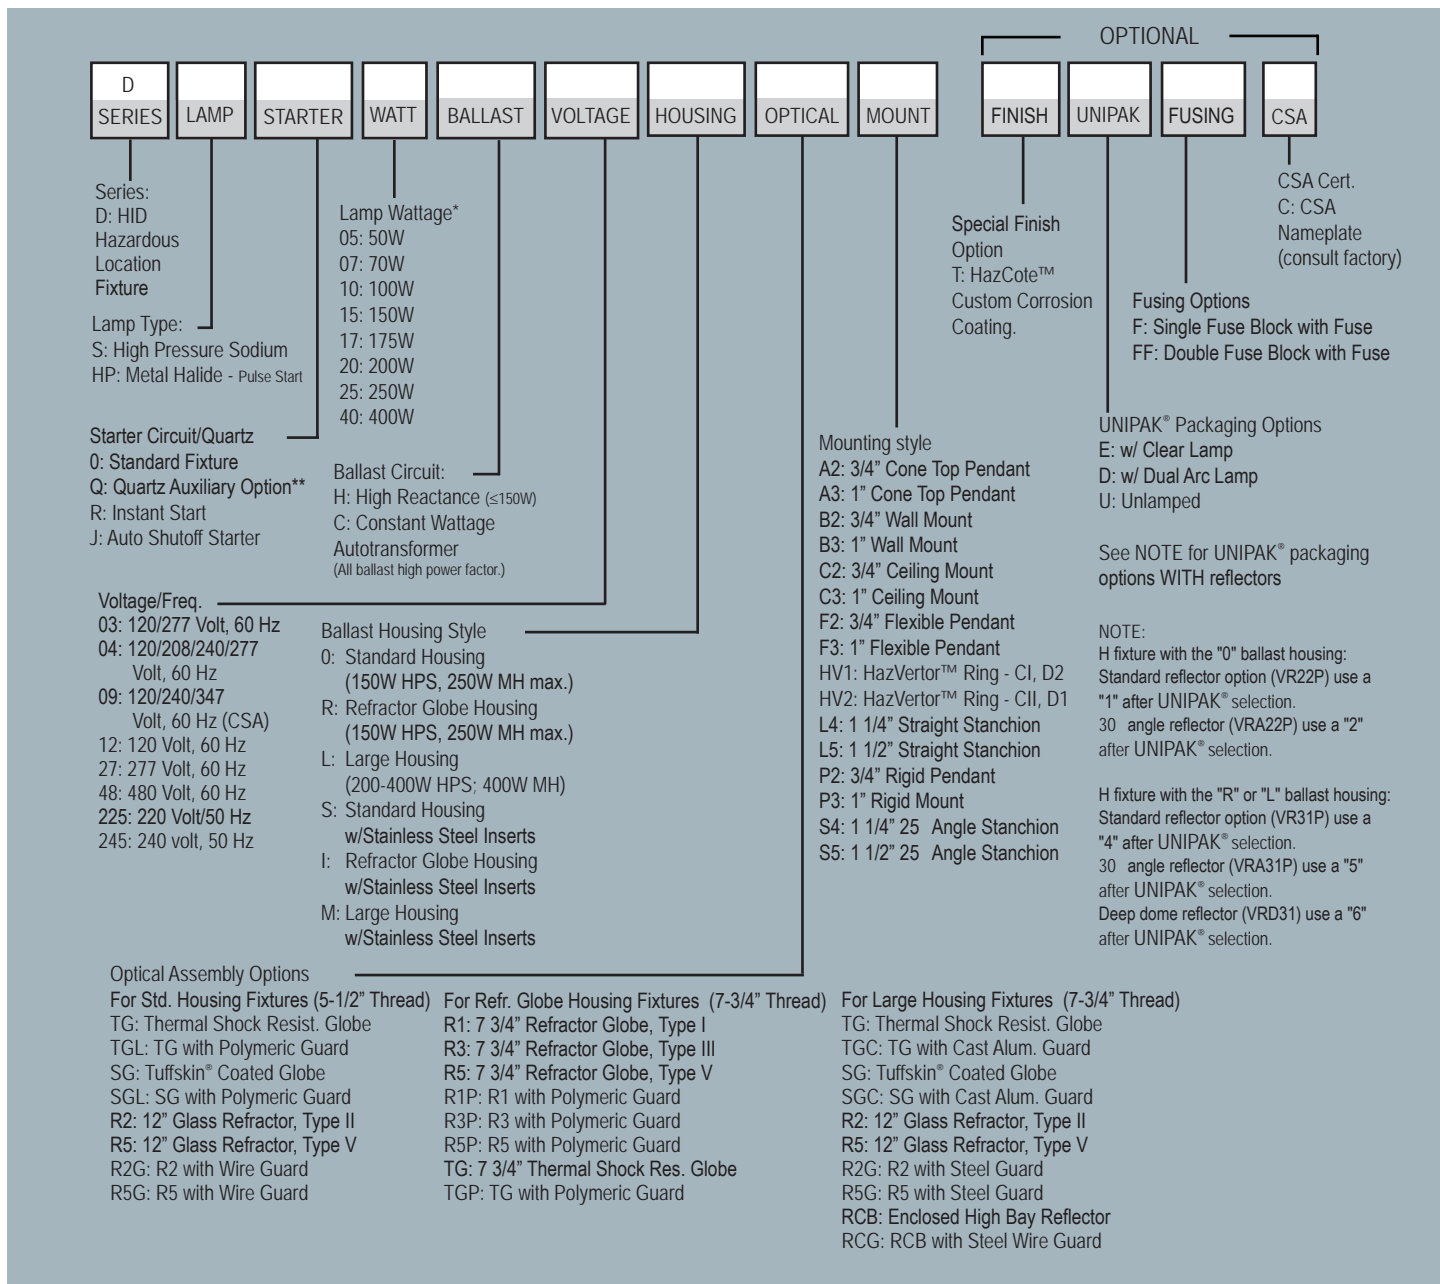 OPTIONAL
D
SERIES
LAMP
STARTER
WATT
BALLAST
VOLTAGE
HOUSING
OPTICAL
MOUNT
FINISH
UNIPAK
FUSING
CSA
Series:
D: HID
Hazardous
Location
Fixture
Lamp Type:
S: High Pressure Sodium
HP: Metal Halide - Pulse Start
Starter Circuit/Quartz
0: Standard Fixture
Q: Quartz Auxiliary Option**
R: Instant Start
J: Auto Shutoff Starter
Lamp Wattage*
05: 50W
07: 70W
10: 100W
15: 150W
17: 175W
20: 200W
25: 250W
40: 400W
Ballast Circuit:
H: High Reactance (≤150W)
C: Constant Wattage
Autotransformer
(All ballast high power factor.)
Voltage/Freq.
03: 120/277 Volt, 60 Hz
04: 120/208/240/277
Volt, 60 Hz
09: 120/240/347
Volt, 60 Hz (CSA)
12: 120 Volt, 60 Hz
27: 277 Volt, 60 Hz
48: 480 Volt, 60 Hz
225: 220 Volt/50 Hz
245: 240 volt, 50 Hz
Ballast Housing Style
0: Standard Housing
(150W HPS, 250W MH max.)
R: Refractor Globe Housing
(150W HPS, 250W MH max.)
L: Large Housing
(200-400W HPS; 400W MH)
S: Standard Housing
w/Stainless Steel Inserts
I: Refractor Globe Housing
w/Stainless Steel Inserts
M: Large Housing
w/Stainless Steel Inserts
Mounting style
A2: 3/4” Cone Top Pendant
A3: 1” Cone Top Pendant
B2: 3/4” Wall Mount
B3: 1” Wall Mount
C2: 3/4” Ceiling Mount
C3: 1” Ceiling Mount
F2: 3/4” Flexible Pendant
F3: 1” Flexible Pendant
HV1: HazVertor™ Ring - CI, D2
HV2: HazVertor™ Ring - CII, D1
L4: 1 1/4” Straight Stanchion
L5: 1 1/2” Straight Stanchion
P2: 3/4” Rigid Pendant
P3: 1” Rigid Mount
S4: 1 1/4” 25 Angle Stanchion
S5: 1 1/2” 25 Angle Stanchion
Special Finish
Option
T: HazCote™
Custom Corrosion
Coating.
CSA Cert.
C: CSA
Nameplate
(consult factory)
Fusing Options
F: Single Fuse Block with Fuse
FF: Double Fuse Block with Fuse
UNIPAK® Packaging Options
E: w/ Clear Lamp
D: w/ Dual Arc Lamp
U: Unlamped
See NOTE for UNIPAK® packaging
options WITH reflectors
NOTE:
H fixture with the "0" ballast housing:
Standard reflector option (VR22P) use a
"1" after UNIPAK® selection.
30 angle reflector (VRA22P) use a "2"
after UNIPAK® selection.
H fixture with the "R" or "L" ballast housing:
Standard reflector option (VR31P) use a
"4" after UNIPAK® selection.
30 angle reflector (VRA31P) use a "5"
after UNIPAK® selection.
Deep dome reflector (VRD31) use a "6"
after UNIPAK® selection.
Optical Assembly Options
For Std. Housing Fixtures (5-1/2” Thread)
TG: Thermal Shock Resist. Globe
TGL: TG with Polymeric Guard
SG: Tuffskin® Coated Globe
SGL: SG with Polymeric Guard
R2: 12” Glass Refractor, Type II
R5: 12” Glass Refractor, Type V
R2G: R2 with Wire Guard
R5G: R5 with Wire Guard
For Refr. Globe Housing Fixtures (7-3/4” Thread)
R1: 7 3/4” Refractor Globe, Type I
R3: 7 3/4” Refractor Globe, Type III
R5: 7 3/4” Refractor Globe, Type V
R1P: R1 with Polymeric Guard
R3P: R3 with Polymeric Guard
R5P: R5 with Polymeric Guard
TG: 7 3/4” Thermal Shock Res. Globe
TGP: TG with Polymeric Guard
For Large Housing Fixtures (7-3/4” Thread)
TG: Thermal Shock Resist. Globe
TGC: TG with Cast Alum. Guard
SG: Tuffskin® Coated Globe
SGC: SG with Cast Alum. Guard
R2: 12” Glass Refractor, Type II
R5: 12” Glass Refractor, Type V
R2G: R2 with Steel Guard
R5G: R5 with Steel Guard
RCB: Enclosed High Bay Reflector
RCG: RCB with Steel Wire Guard